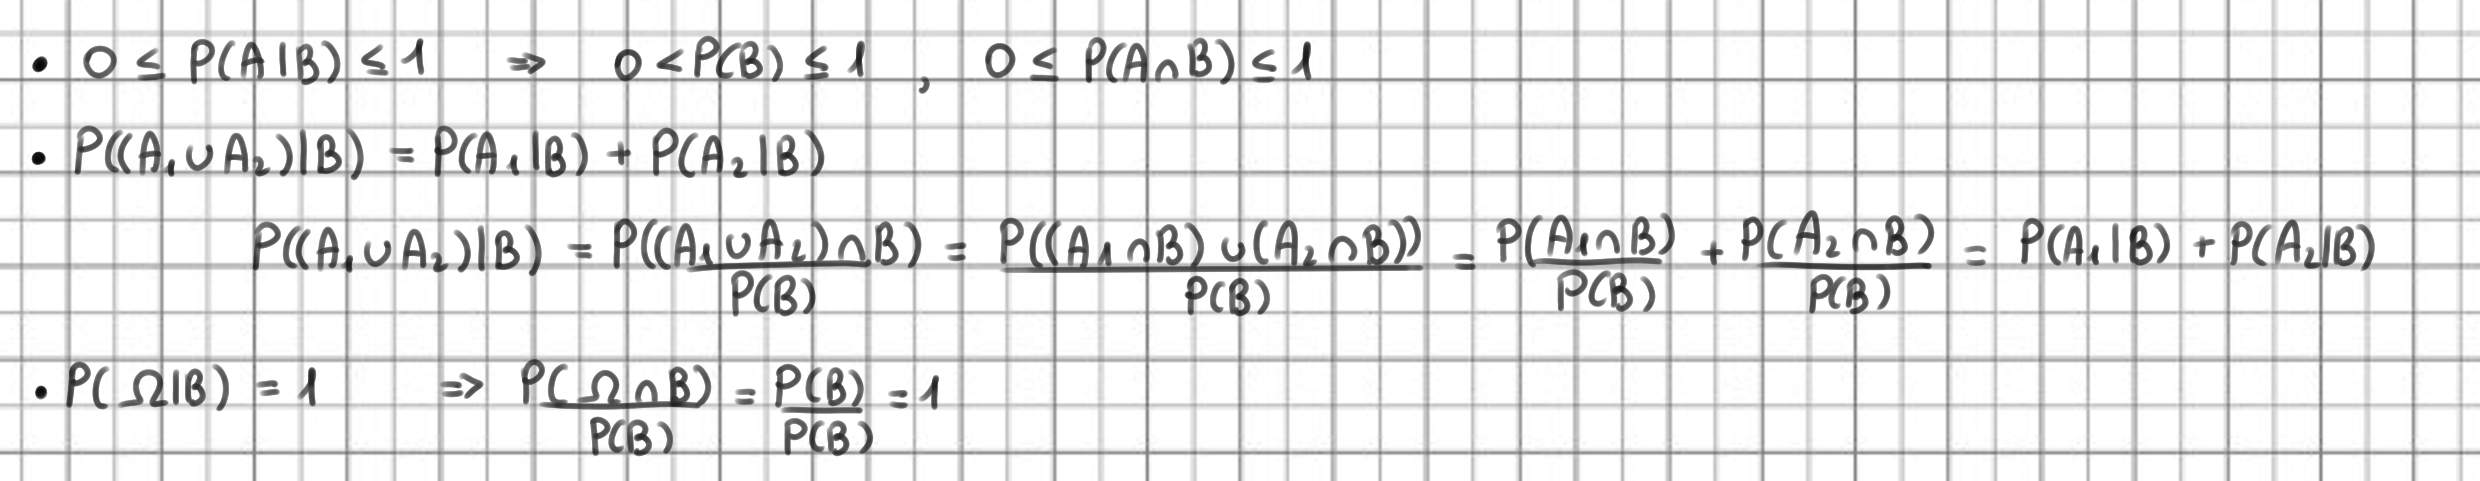 • 0 ≤ P(A|B) ≤ 1 ⇒ 0 < P(B) ≤ 1 , 0 ≤ P(A∩B) ≤ 1
• P((A₁∪A₂)|B) = P(A₁|B) + P(A₂|B)
P((A₁∪A₂)|B) = P((A₁∪A₂)∩B)/P(B) = P((A₁∩B)∪(A₂∩B))/P(B) = P(A₁∩B)/P(B) + P(A₂∩B)/P(B) = P(A₁|B) + P(A₂|B)
• P(Ω|B) = 1 ⇒ P(Ω∩B)/P(B) = P(B)/P(B) = 1